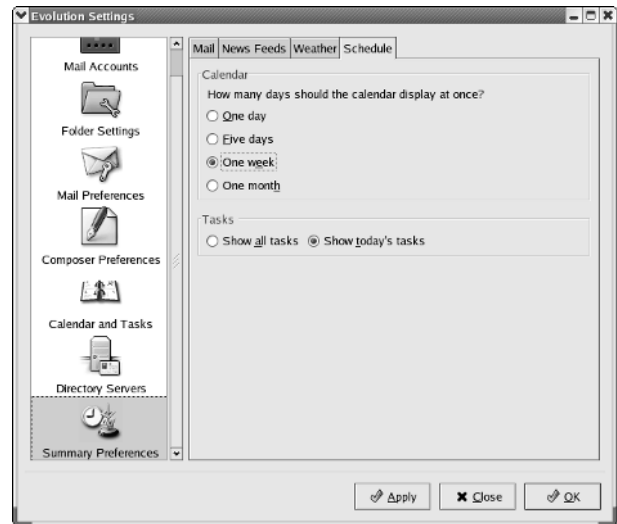 Evolution Settings
Mail Accounts
Folder Settings
Mail Preferences
Composer Preferences
Calendar and Tasks
Directory Servers
Summary Preferences
Mail News Feeds Weather Schedule
Calendar
How many days should the calendar display at once?
One day
Five days
One week
One month
Tasks
Show all tasks Show today's tasks
Apply Close OK